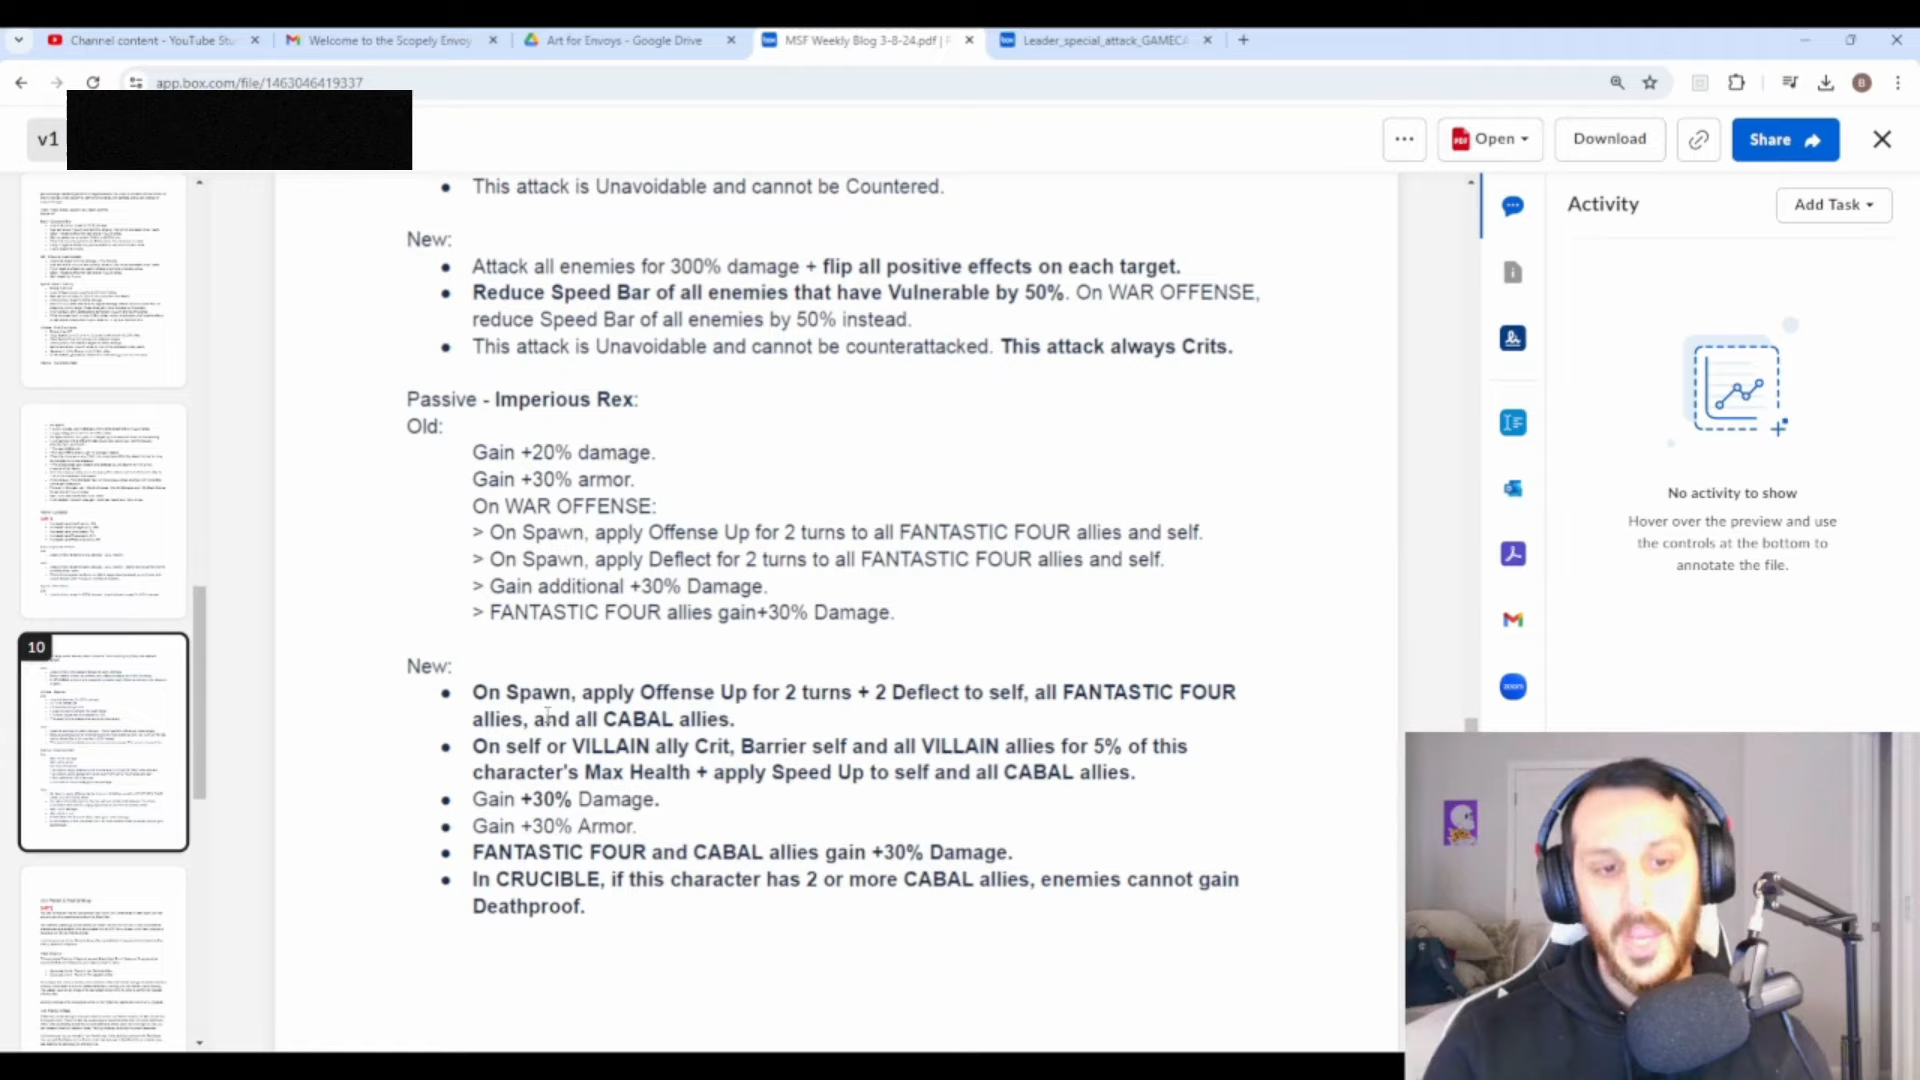 Channel content - YouTube Stu
Welcome to the Scopely Envoy
Art for Envoys - Google Drive
MSF Weekly Blog 3-8-24.pdf |
Leader_special_attack_GAMECA
app.box.com/file/1463046419337
B
v1
Open
Download
Share
This attack is Unavoidable and cannot be Countered.
New:
Attack all enemies for 300% damage + flip all positive effects on each target.
Reduce Speed Bar of all enemies that have Vulnerable by 50%. On WAR OFFENSE,
reduce Speed Bar of all enemies by 50% instead.
This attack is Unavoidable and cannot be counterattacked. This attack always Crits.
Passive - Imperious Rex:
Old:
Gain +20% damage.
Gain +30% armor.
On WAR OFFENSE:
> On Spawn, apply Offense Up for 2 turns to all FANTASTIC FOUR allies and self.
> On Spawn, apply Deflect for 2 turns to all FANTASTIC FOUR allies and self.
> Gain additional +30% Damage.
> FANTASTIC FOUR allies gain+30% Damage.
New:
On Spawn, apply Offense Up for 2 turns + 2 Deflect to self, all FANTASTIC FOUR
allies, and all CABAL allies.
On self or VILLAIN ally Crit, Barrier self and all VILLAIN allies for 5% of this
character's Max Health + apply Speed Up to self and all CABAL allies.
Gain +30% Damage.
Gain +30% Armor.
FANTASTIC FOUR and CABAL allies gain +30% Damage.
In CRUCIBLE, if this character has 2 or more CABAL allies, enemies cannot gain
Deathproof.
10
Activity
Add Task
No activity to show
Hover over the preview and use
the controls at the bottom to
annotate the file.
zoom